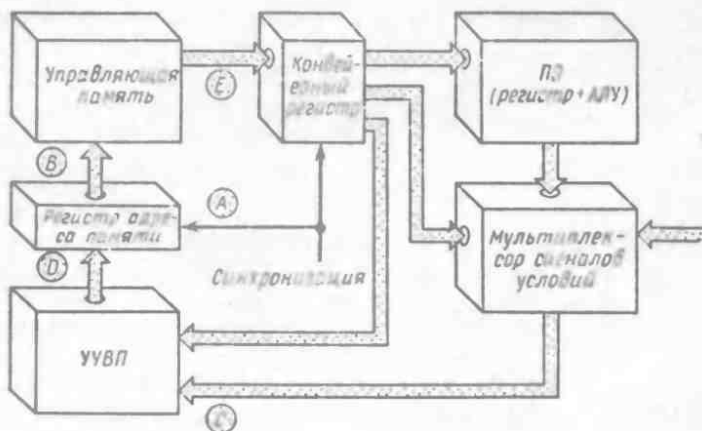 Управляющая
память
Конвей-
ерный
регистр
ПЭ
(регистр+АЛУ)
E
B
A
Регистр адре-
са памяти
D
Синхронизация
Мультиплек-
сор сигналов
условий
УУВП
C